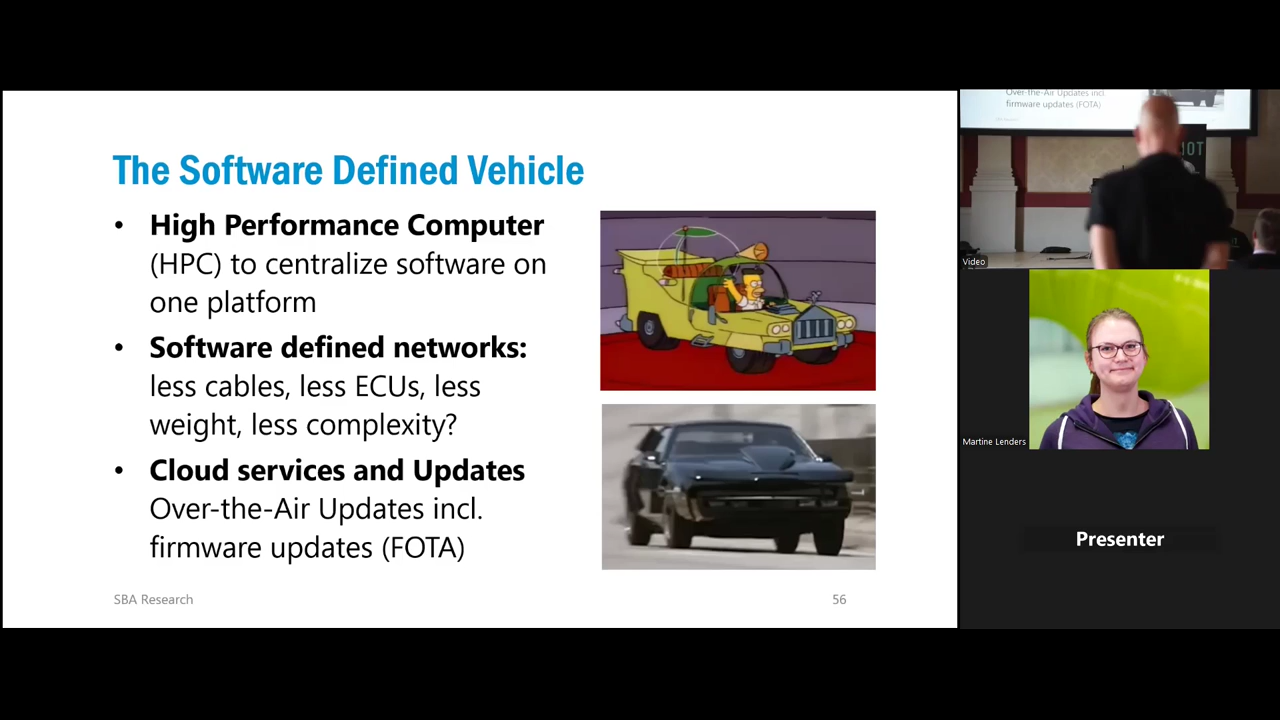 The Software Defined Vehicle
• High Performance Computer
(HPC) to centralize software on
one platform
• Software defined networks:
less cables, less ECUs, less
weight, less complexity?
• Cloud services and Updates
Over-the-Air Updates incl.
firmware updates (FOTA)
SBA Research
56
Over-the-Air Updates incl.
firmware updates (FOTA)
IOT
Video
Martine Lenders
Presenter